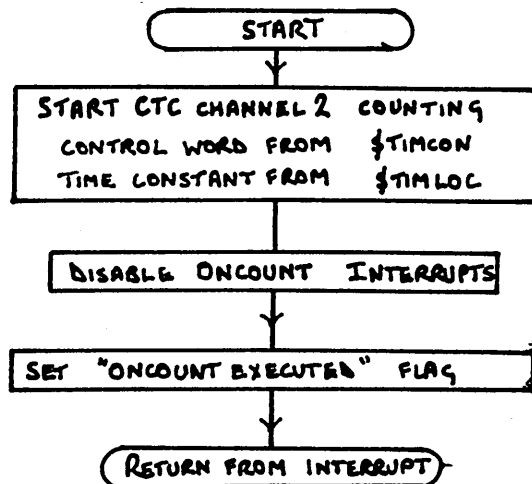 START
START CTC CHANNEL 2 COUNTING
CONTROL WORD FROM $TIMCON
TIME CONSTANT FROM $TIMLOC
DISABLE ONCOUNT INTERRUPTS
SET "ONCOUNT EXECUTED" FLAG
RETURN FROM INTERRUPT